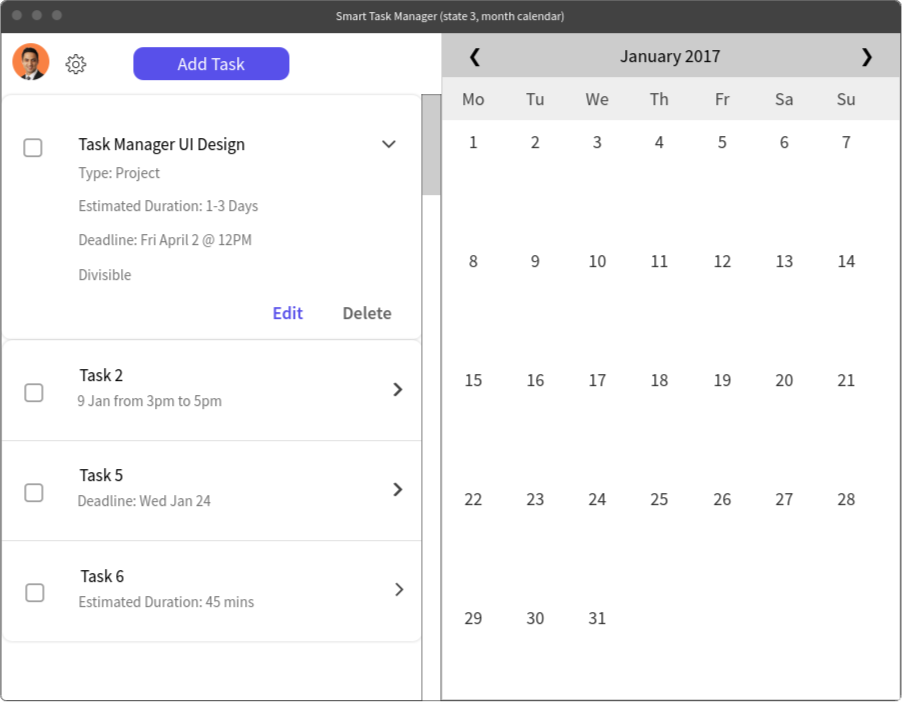 Smart Task Manager (state 3, month calendar)
Add Task
Task Manager UI Design
Type: Project
Estimated Duration: 1-3 Days
Deadline: Fri April 2 @ 12PM
Divisible
Edit Delete
Task 2
9 Jan from 3pm to 5pm
Task 5
Deadline: Wed Jan 24
Task 6
Estimated Duration: 45 mins
❮ January 2017 ❯
Mo Tu We Th Fr Sa Su
1 2 3 4 5 6 7
8 9 10 11 12 13 14
15 16 17 18 19 20 21
22 23 24 25 26 27 28
29 30 31